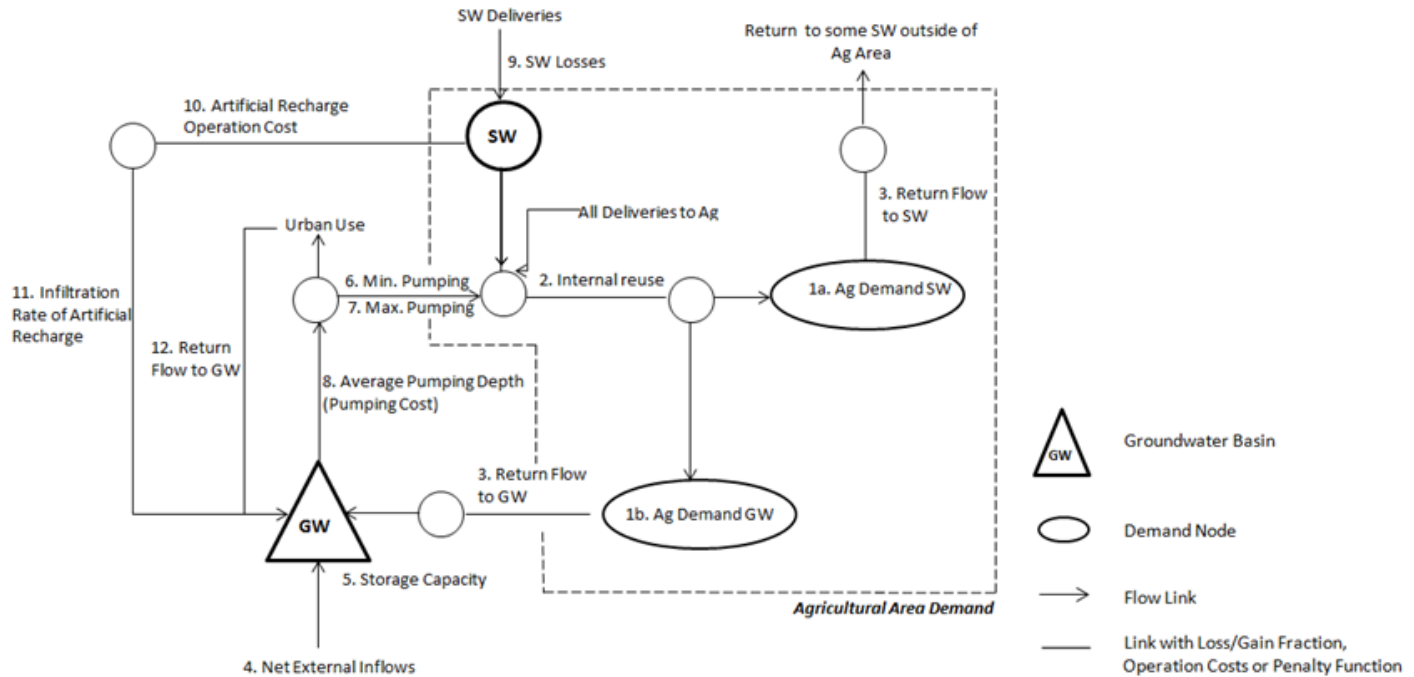 SW Deliveries
9. SW Losses
Return to some SW outside of
Ag Area
10. Artificial Recharge
Operation Cost
SW
3. Return Flow
to SW
Urban Use
All Deliveries to Ag
6. Min. Pumping
7. Max. Pumping
2. Internal reuse
1a. Ag Demand SW
11. Infiltration
Rate of Artificial
Recharge
12. Return
Flow to GW
8. Average Pumping Depth
(Pumping Cost)
3. Return Flow
to GW
1b. Ag Demand GW
GW
5. Storage Capacity
4. Net External Inflows
Agricultural Area Demand
GW
Groundwater Basin
Demand Node
Flow Link
Link with Loss/Gain Fraction,
Operation Costs or Penalty Function